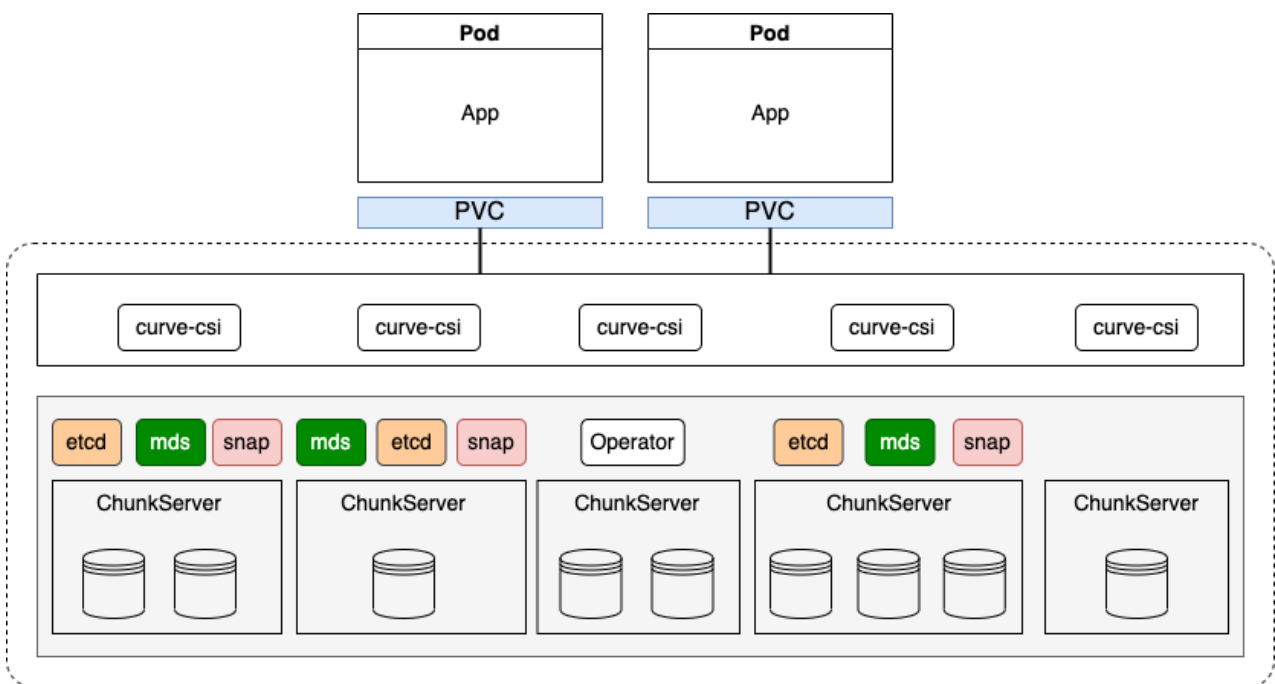 Pod Pod
App App
PVC PVC
curve-csi curve-csi curve-csi curve-csi curve-csi
etcd mds snap mds etcd snap Operator etcd mds snap
ChunkServer ChunkServer ChunkServer ChunkServer ChunkServer